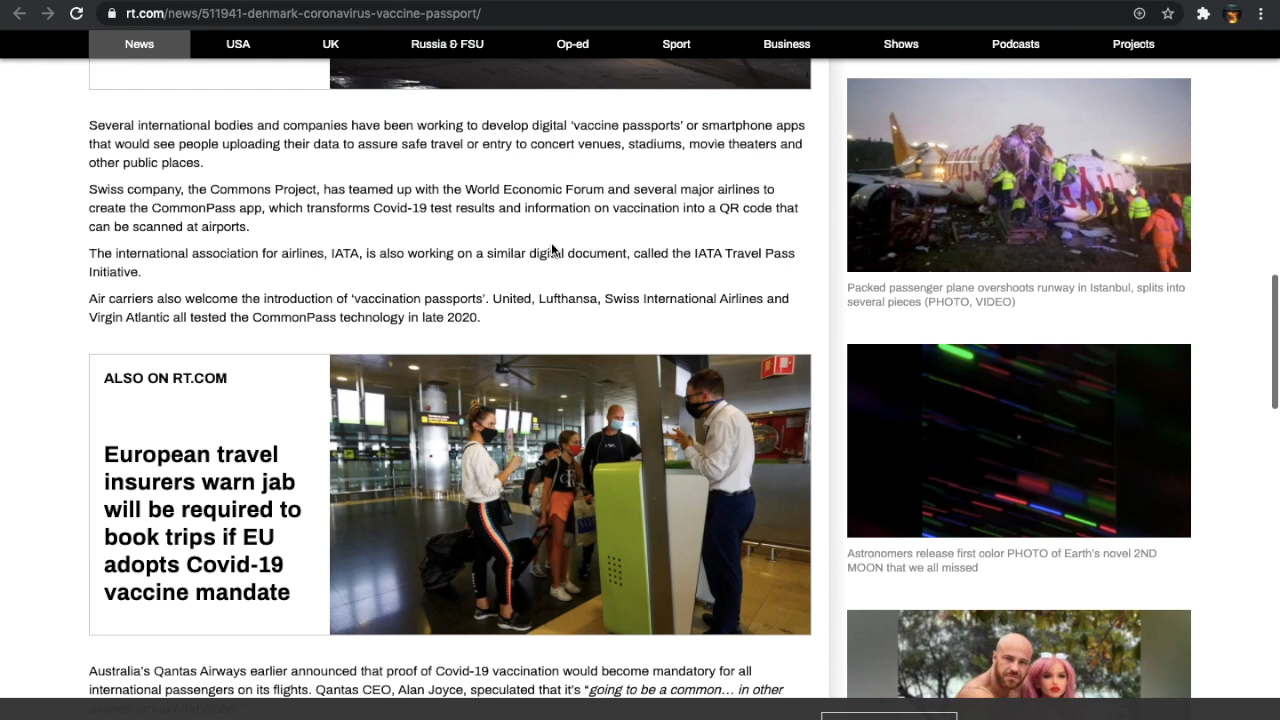 rt.com/news/511941-denmark-coronavirus-vaccine-passport/
News USA UK Russia & FSU Op-ed Sport Business Shows Podcasts Projects
Several international bodies and companies have been working to develop digital ‘vaccine passports’ or smartphone apps
that would see people uploading their data to assure safe travel or entry to concert venues, stadiums, movie theaters and
other public places.
Swiss company, the Commons Project, has teamed up with the World Economic Forum and several major airlines to
create the CommonPass app, which transforms Covid-19 test results and information on vaccination into a QR code that
can be scanned at airports.
The international association for airlines, IATA, is also working on a similar digital document, called the IATA Travel Pass
Initiative.
Air carriers also welcome the introduction of ‘vaccination passports’. United, Lufthansa, Swiss International Airlines and
Virgin Atlantic all tested the CommonPass technology in late 2020.
ALSO ON RT.COM
European travel
insurers warn jab
will be required to
book trips if EU
adopts Covid-19
vaccine mandate
Australia’s Qantas Airways earlier announced that proof of Covid-19 vaccination would become mandatory for all
international passengers on its flights. Qantas CEO, Alan Joyce, speculated that it’s “going to be a common... in other
Packed passenger plane overshoots runway in Istanbul, splits into
several pieces (PHOTO, VIDEO)
Astronomers release first color PHOTO of Earth’s novel 2ND
MOON that we all missed